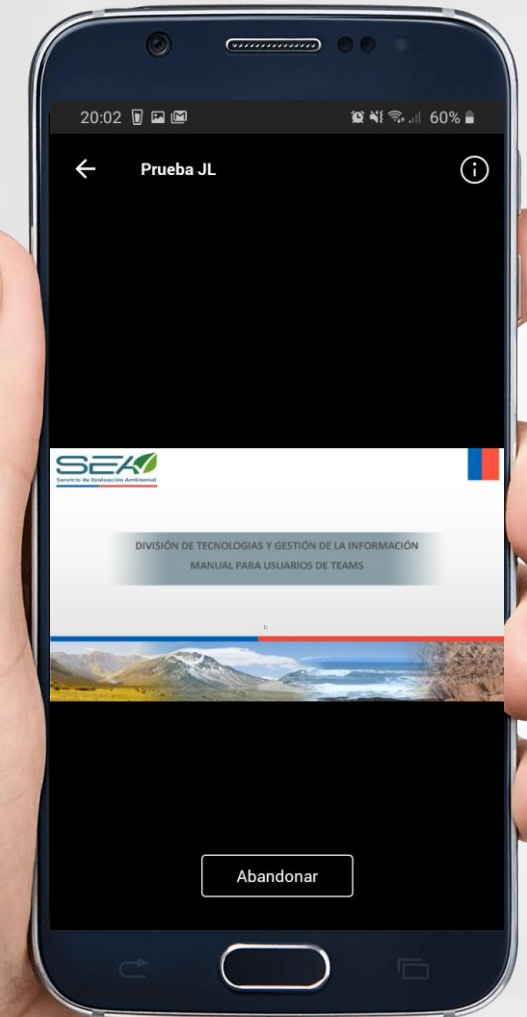 20:02
60%
Prueba JL
SEA
Servicio de Evaluación Ambiental
DIVISIÓN DE TECNOLOGIAS Y GESTIÓN DE LA INFORMACIÓN
MANUAL PARA USUARIOS DE TEAMS
Abandonar